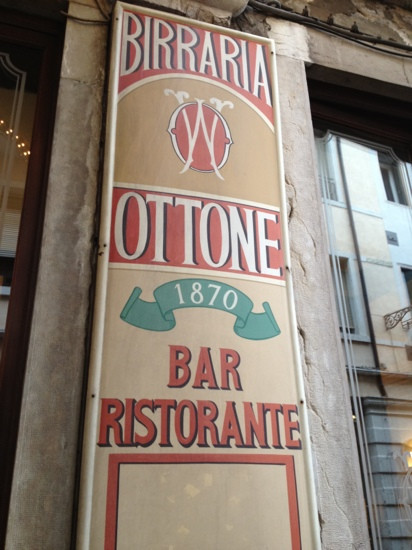 BIRRARIA
OTTONE
1870
BAR
RISTORANTE